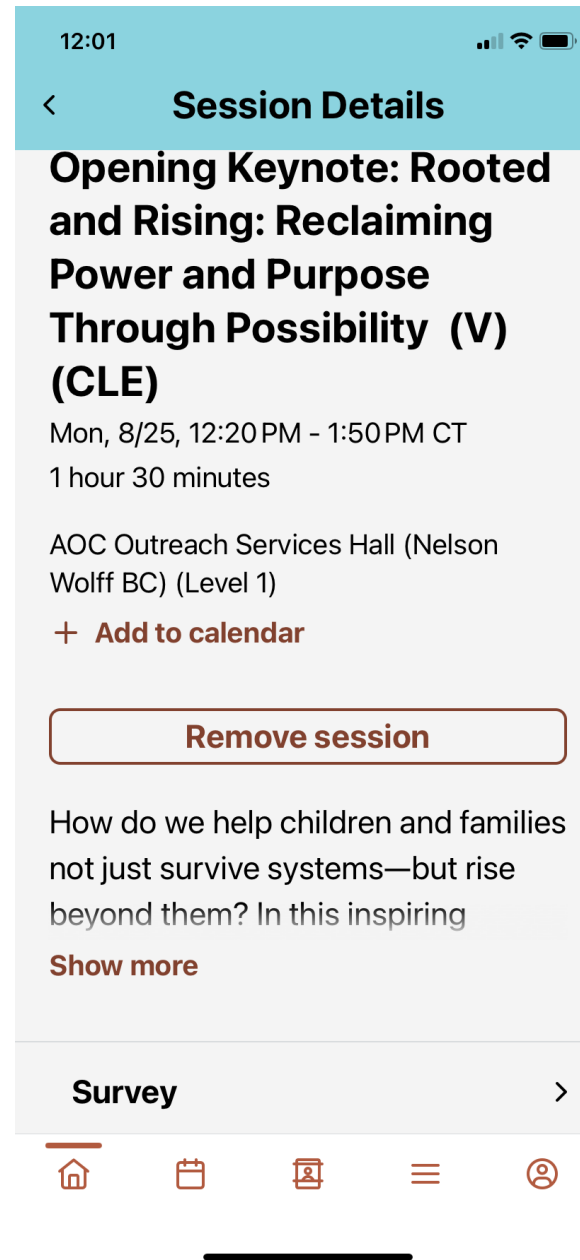 12:01
Session Details
Opening Keynote: Rooted
and Rising: Reclaiming
Power and Purpose
Through Possibility (V)
(CLE)
Mon, 8/25, 12:20 PM - 1:50 PM CT
1 hour 30 minutes
AOC Outreach Services Hall (Nelson
Wolff BC) (Level 1)
+ Add to calendar
Remove session
How do we help children and families
not just survive systems—but rise
beyond them? In this inspiring
Show more
Survey